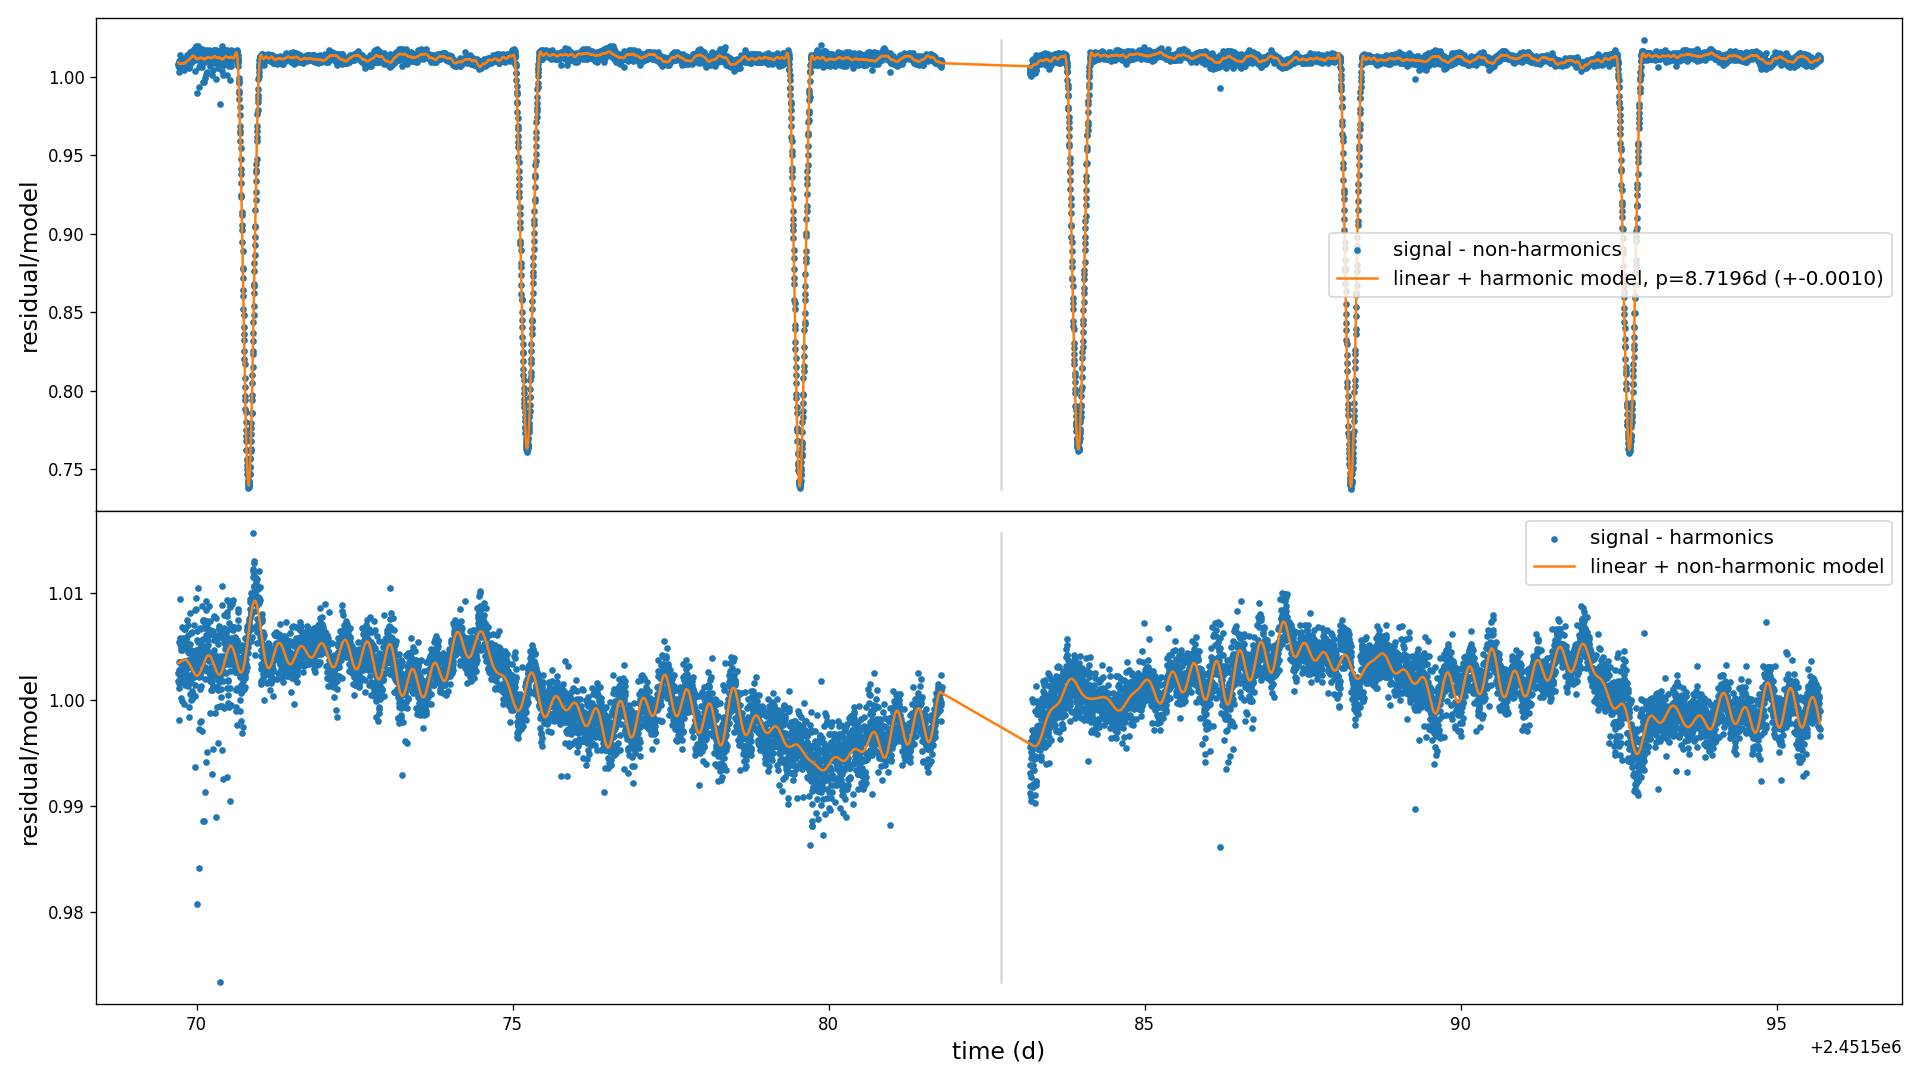 1.00
0.95
0.90
0.85
0.80
0.75
residual/model
signal - non-harmonics
linear + harmonic model, p=8.7196d (+-0.0010)
1.01
1.00
0.99
0.98
residual/model
signal - harmonics
linear + non-harmonic model
70
75
80
85
90
95
time (d)
+2.4515e6